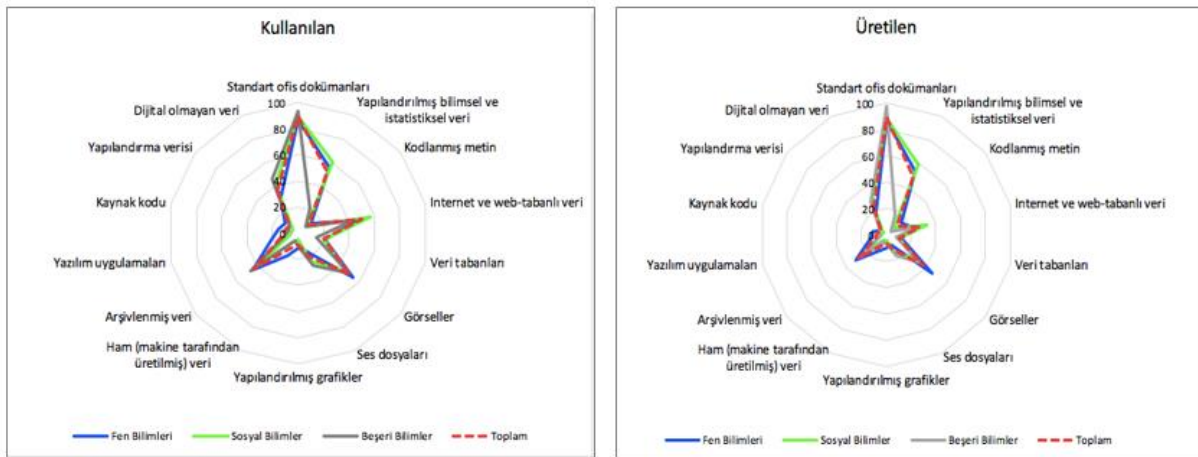 Kullanılan
Standart ofis dokümanları
Dijital olmayan veri
Yapılandırılmış bilimsel ve
istatistiksel veri
Yapılandırma verisi
Kodlanmış metin
Kaynak kodu
Internet ve web-tabanlı veri
Yazılım uygulamaları
Veri tabanları
Arşivlenmiş veri
Görseller
Ham (makine tarafından
üretilmiş) veri
Ses dosyaları
Yapılandırılmış grafikler
100
80
60
40
20
0
Fen Bilimleri
Sosyal Bilimler
Beşeri Bilimler
Toplam
Üretilen
Standart ofis dokümanları
Dijital olmayan veri
Yapılandırılmış bilimsel ve
istatistiksel veri
Yapılandırma verisi
Kodlanmış metin
Kaynak kodu
Internet ve web-tabanlı veri
Yazılım uygulamaları
Veri tabanları
Arşivlenmiş veri
Görseller
Ham (makine tarafından
üretilmiş) veri
Ses dosyaları
Yapılandırılmış grafikler
100
80
60
40
20
0
Fen Bilimleri
Sosyal Bilimler
Beşeri Bilimler
Toplam